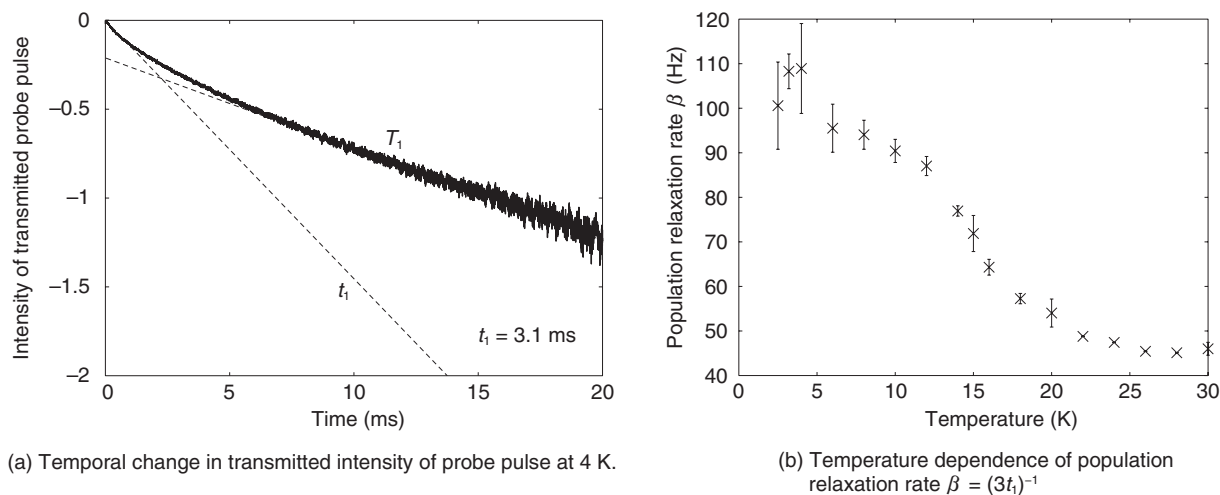 0
−0.5
−1
−1.5
−2
0 5 10 15 20
Intensity of transmitted probe pulse
Time (ms)
T₁
t₁
t₁ = 3.1 ms
(a) Temporal change in transmitted intensity of probe pulse at 4 K.
120
110
100
90
80
70
60
50
40
0 5 10 15 20 25 30
Population relaxation rate β (Hz)
Temperature (K)
(b) Temperature dependence of population
relaxation rate β = (3t₁)⁻¹